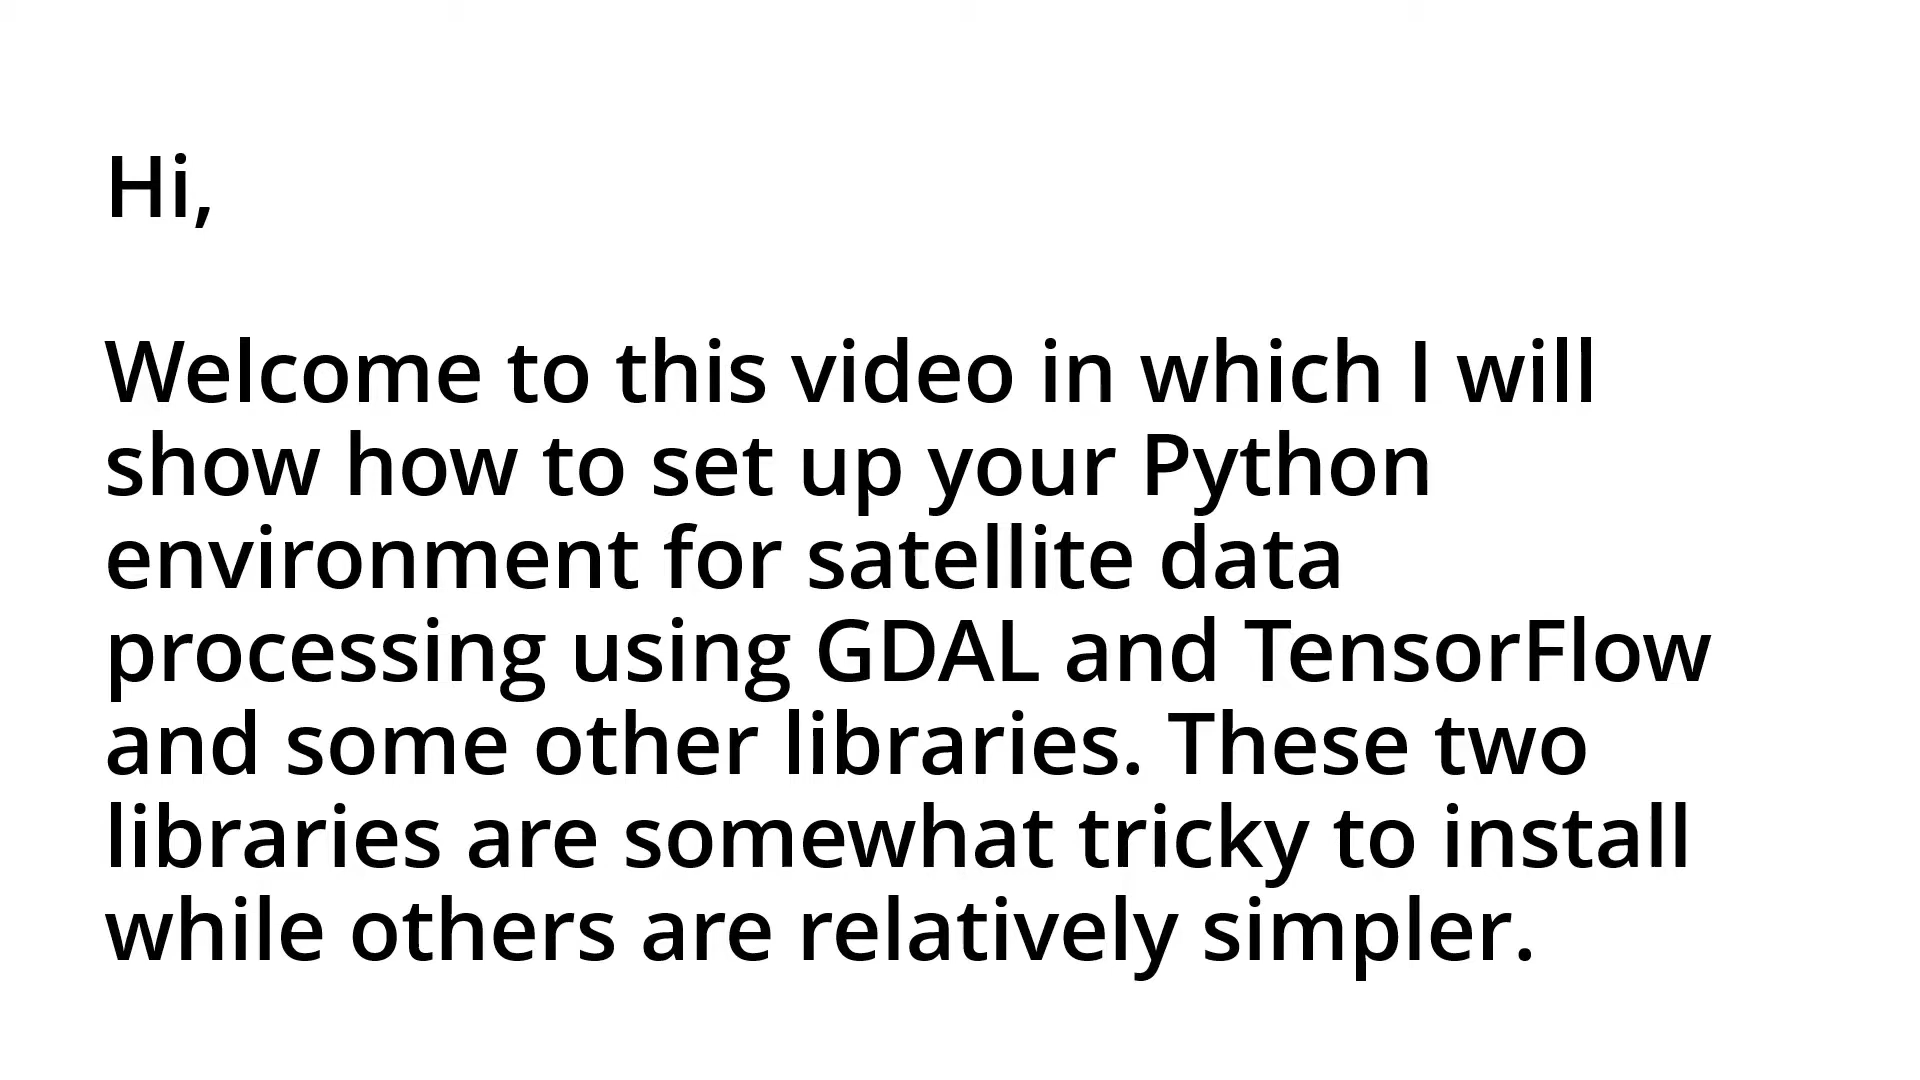 Hi,
Welcome to this video in which I will
show how to set up your Python
environment for satellite data
processing using GDAL and TensorFlow
and some other libraries. These two
libraries are somewhat tricky to install
while others are relatively simpler.